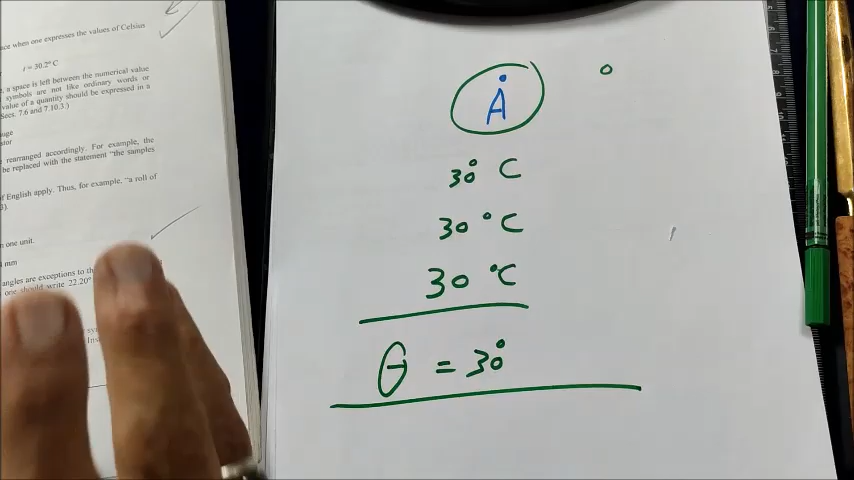 ace when one expresses the values of Celsius
t = 30.2° C
, a space is left between the numerical value
symbols are not like ordinary words or
value of a quantity should be expressed in a
Secs. 7.6 and 7.10.3.)
rearranged accordingly. For example, the
be replaced with the statement "the samples
of English apply. Thus, for example, "a roll of
n one unit.
mm
angles are exceptions to th
one should write 22.20°
Å °
30° C
30 °C
30 °C
θ = 30°